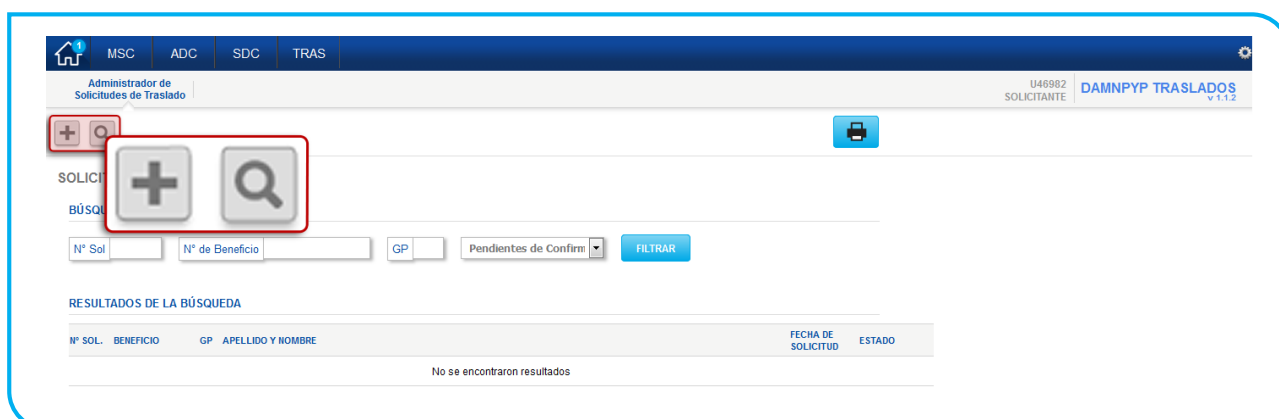 1
MSC ADC SDC TRAS
Administrador de
Solicitudes de Traslado
U46982
SOLICITANTE
DAMNPYP TRASLADOS
v 1.1.2
N° Sol N° de Beneficio GP Pendientes de Confirm FILTRAR
RESULTADOS DE LA BÚSQUEDA
N° SOL. BENEFICIO GP APELLIDO Y NOMBRE FECHA DE SOLICITUD ESTADO
No se encontraron resultados